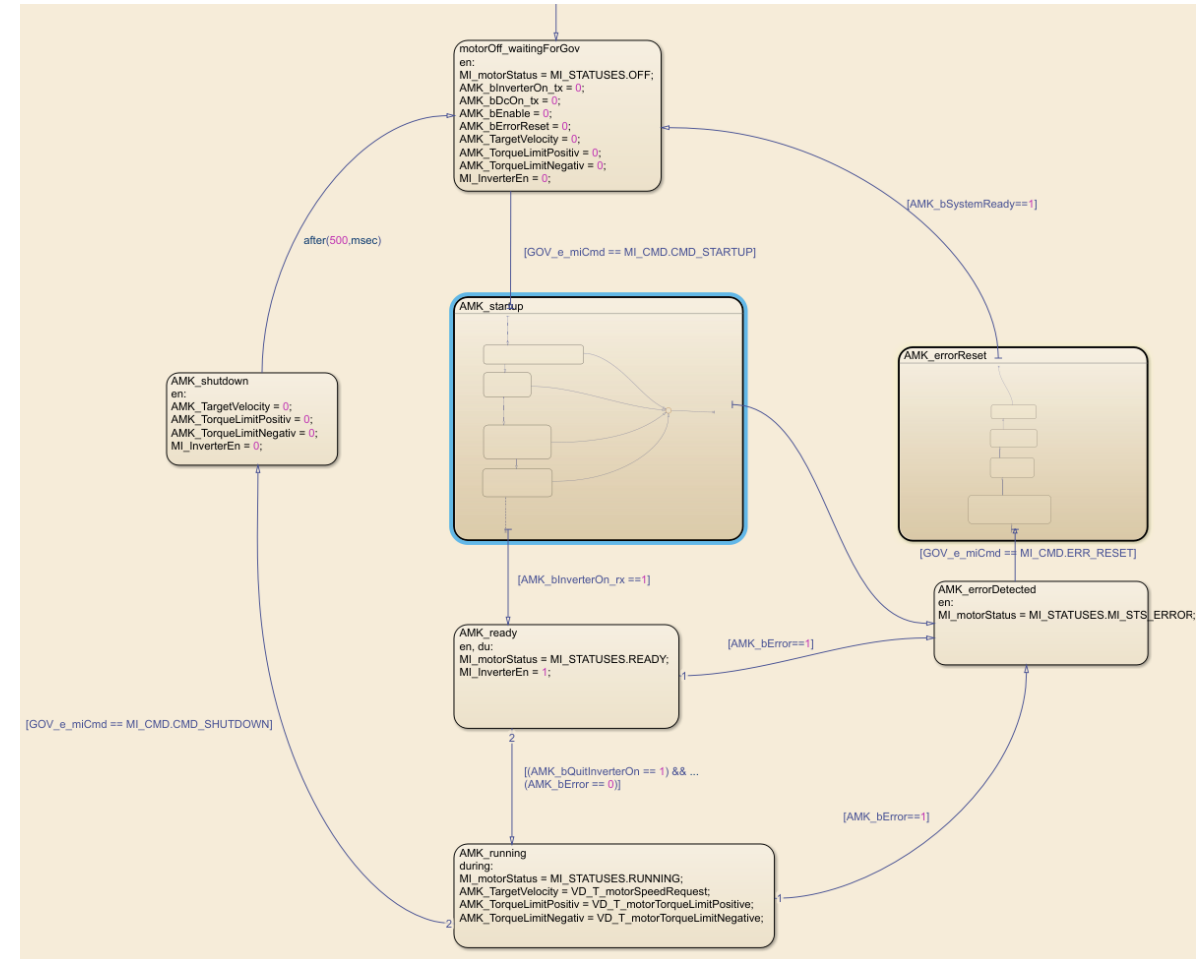 motorOff_waitingForGov
en:
MI_motorStatus = MI_STATUSES.OFF;
AMK_bInverterOn_tx = 0;
AMK_bDcOn_tx = 0;
AMK_bEnable = 0;
AMK_bErrorReset = 0;
AMK_TargetVelocity = 0;
AMK_TorqueLimitPositiv = 0;
AMK_TorqueLimitNegativ = 0;
MI_InverterEn = 0;
[AMK_bSystemReady==1]
after(500,msec)
[GOV_e_miCmd == MI_CMD.CMD_STARTUP]
AMK_startup
AMK_errorReset
AMK_shutdown
en:
AMK_TargetVelocity = 0;
AMK_TorqueLimitPositiv = 0;
AMK_TorqueLimitNegativ = 0;
MI_InverterEn = 0;
[GOV_e_miCmd == MI_CMD.ERR_RESET]
[AMK_bInverterOn_rx ==1]
AMK_errorDetected
en:
MI_motorStatus = MI_STATUSES.MI_STS_ERROR;
AMK_ready
en, du:
MI_motorStatus = MI_STATUSES.READY;
MI_InverterEn = 1;
[AMK_bError==1]
1
[GOV_e_miCmd == MI_CMD.CMD_SHUTDOWN]
2
[(AMK_bQuitInverterOn == 1) && ...
(AMK_bError == 0)]
[AMK_bError==1]
AMK_running
during:
MI_motorStatus = MI_STATUSES.RUNNING;
AMK_TargetVelocity = VD_T_motorSpeedRequest;
AMK_TorqueLimitPositiv = VD_T_motorTorqueLimitPositive;
AMK_TorqueLimitNegativ = VD_T_motorTorqueLimitNegative;
1
2